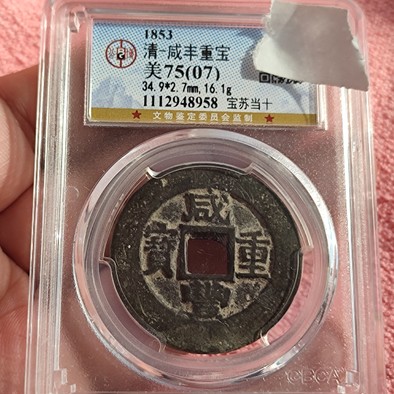 1853
清-咸丰重宝
美75(07)
34.9*2.7mm,16.1g
1112948958 宝苏当十
★ 文物鉴定委员会监制 ★
咸
寳 重
豐